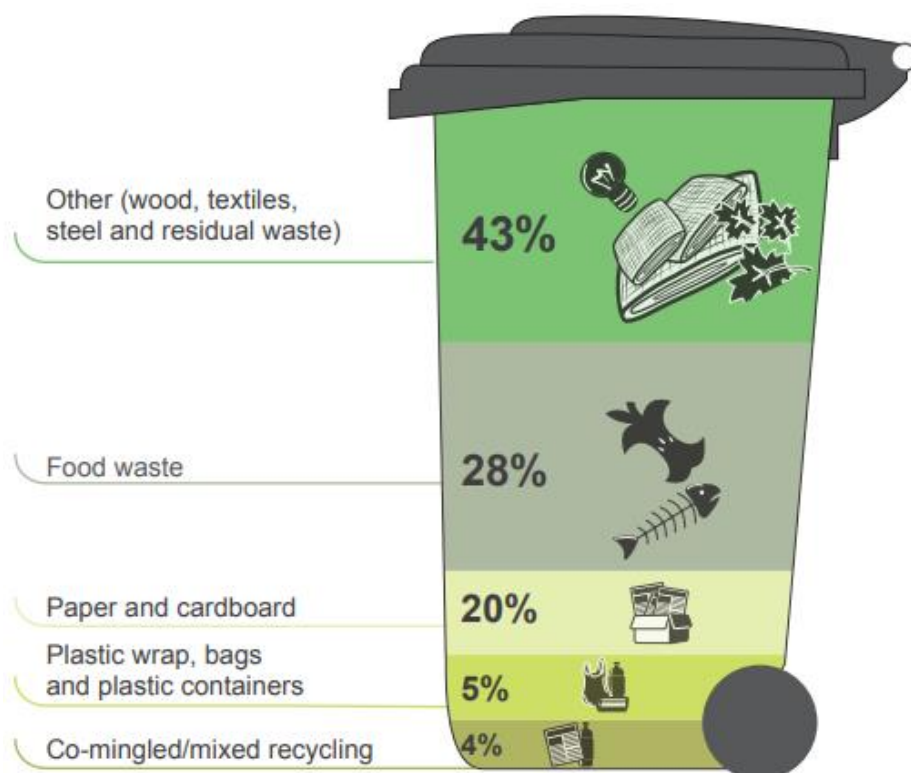 Other (wood, textiles,
steel and residual waste)
43%
Food waste
28%
Paper and cardboard
20%
Plastic wrap, bags
and plastic containers
5%
Co-mingled/mixed recycling
4%